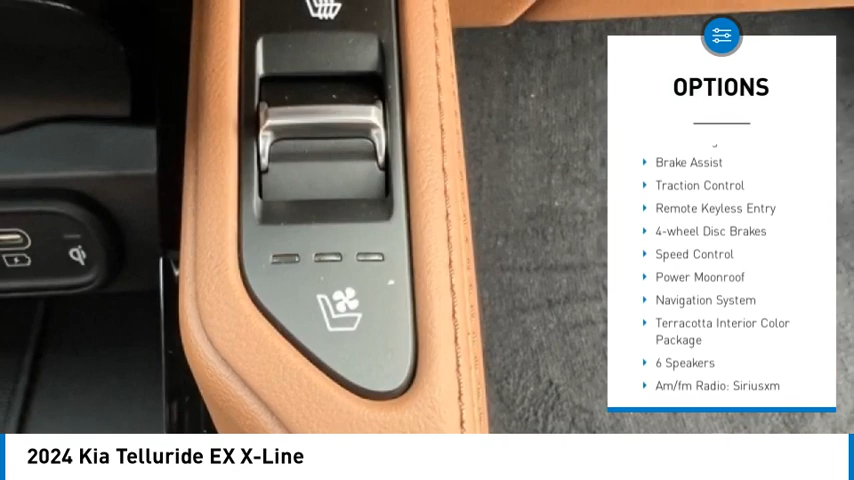 OPTIONS
Brake Assist
Traction Control
Remote Keyless Entry
4-wheel Disc Brakes
Speed Control
Power Moonroof
Navigation System
Terracotta Interior Color
Package
6 Speakers
Am/fm Radio: Siriusxm
2024 Kia Telluride EX X-Line